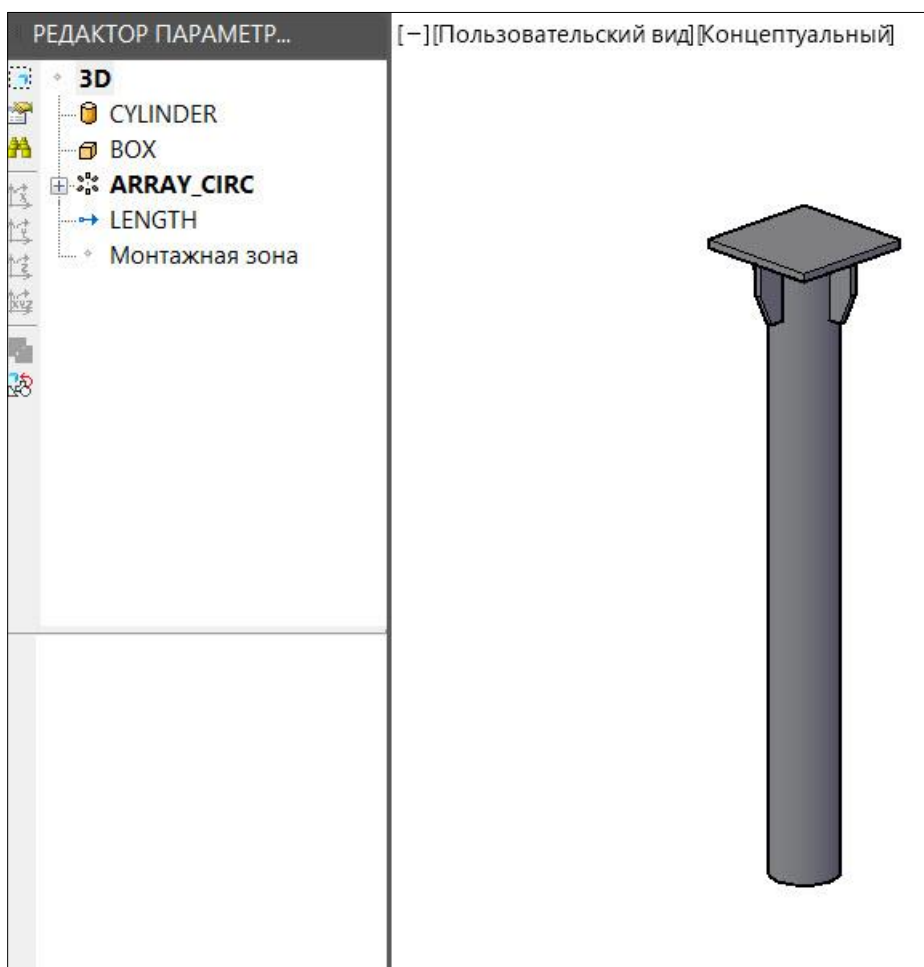 РЕДАКТОР ПАРАМЕТР...
[−][Пользовательский вид][Концептуальный]
3D
CYLINDER
BOX
ARRAY_CIRC
LENGTH
Монтажная зона